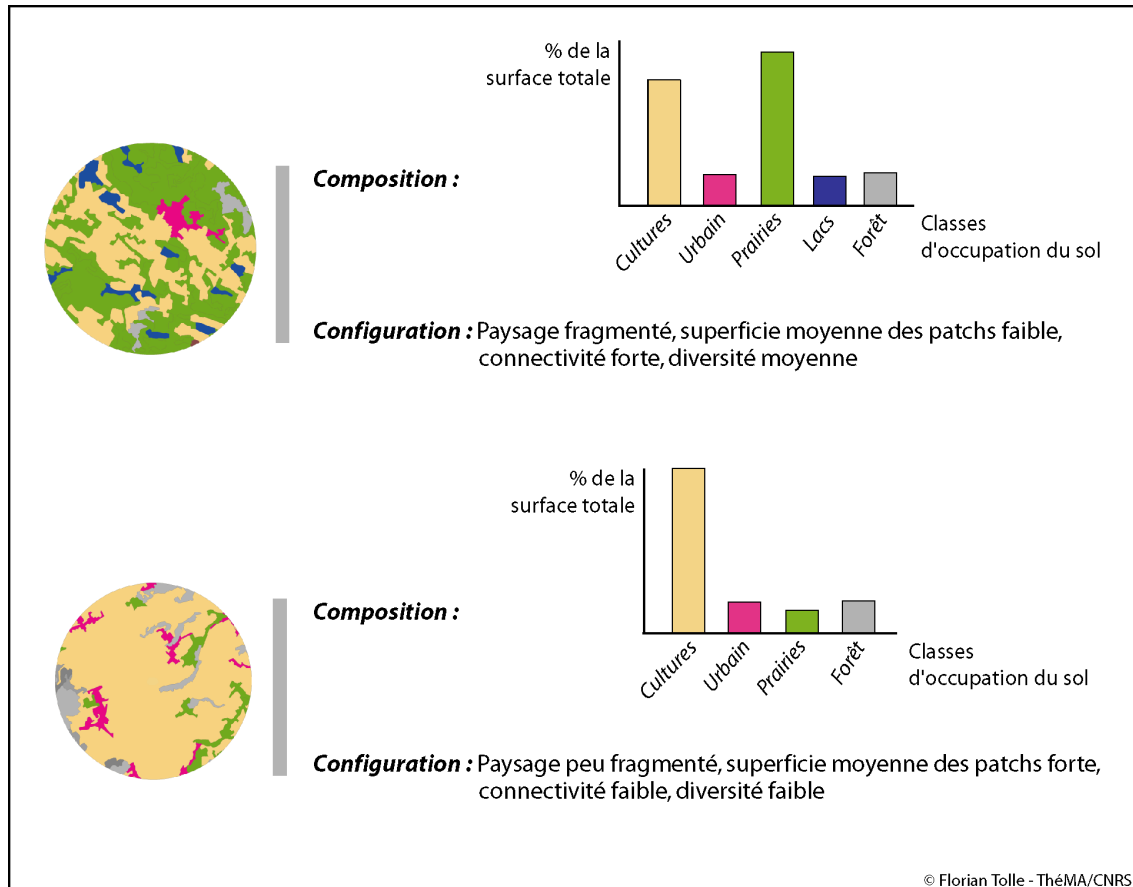 % de la
surface totale
Composition :
Cultures
Urbain
Prairies
Lacs
Forêt
Classes
d'occupation du sol
Configuration : Paysage fragmenté, superficie moyenne des patchs faible,
connectivité forte, diversité moyenne
% de la
surface totale
Composition :
Cultures
Urbain
Prairies
Forêt
Classes
d'occupation du sol
Configuration : Paysage peu fragmenté, superficie moyenne des patchs forte,
connectivité faible, diversité faible
© Florian Tolle - ThéMA/CNRS